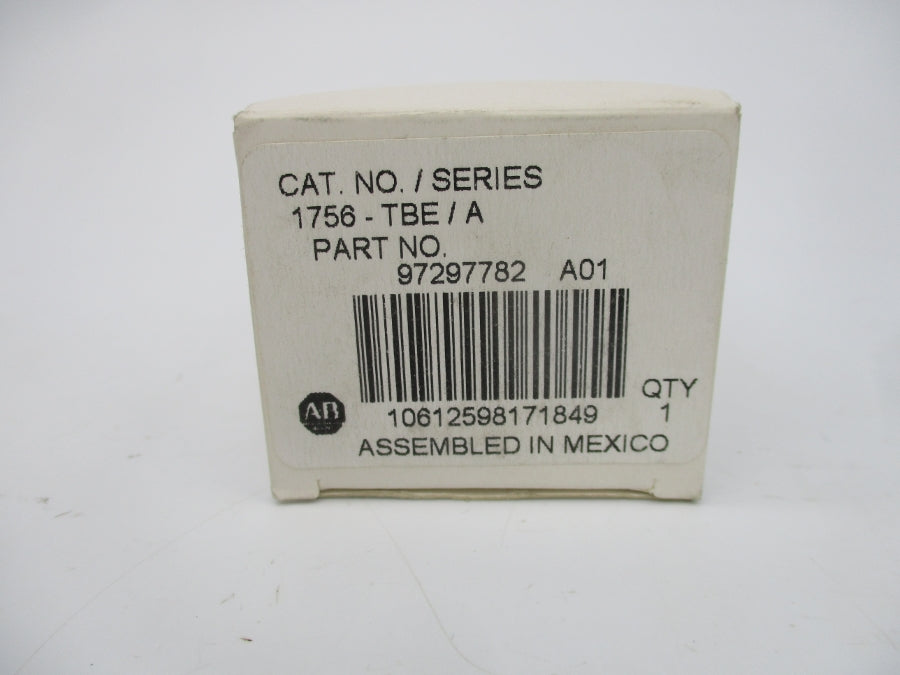 CAT. NO. / SERIES
1756 - TBE / A
PART NO.
97297782 A01
QTY
1
AB
10612598171849
ASSEMBLED IN MEXICO